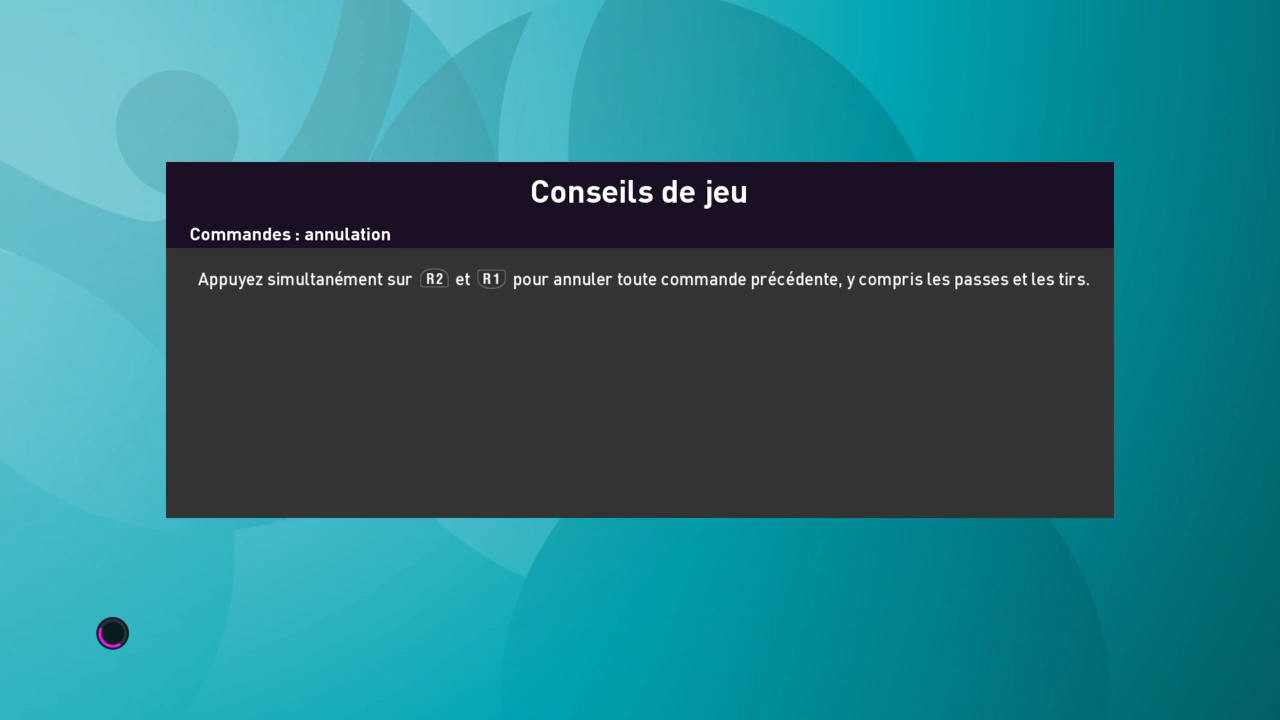 Conseils de jeu
Commandes : annulation
Appuyez simultanément sur R2 et R1 pour annuler toute commande précédente, y compris les passes et les tirs.